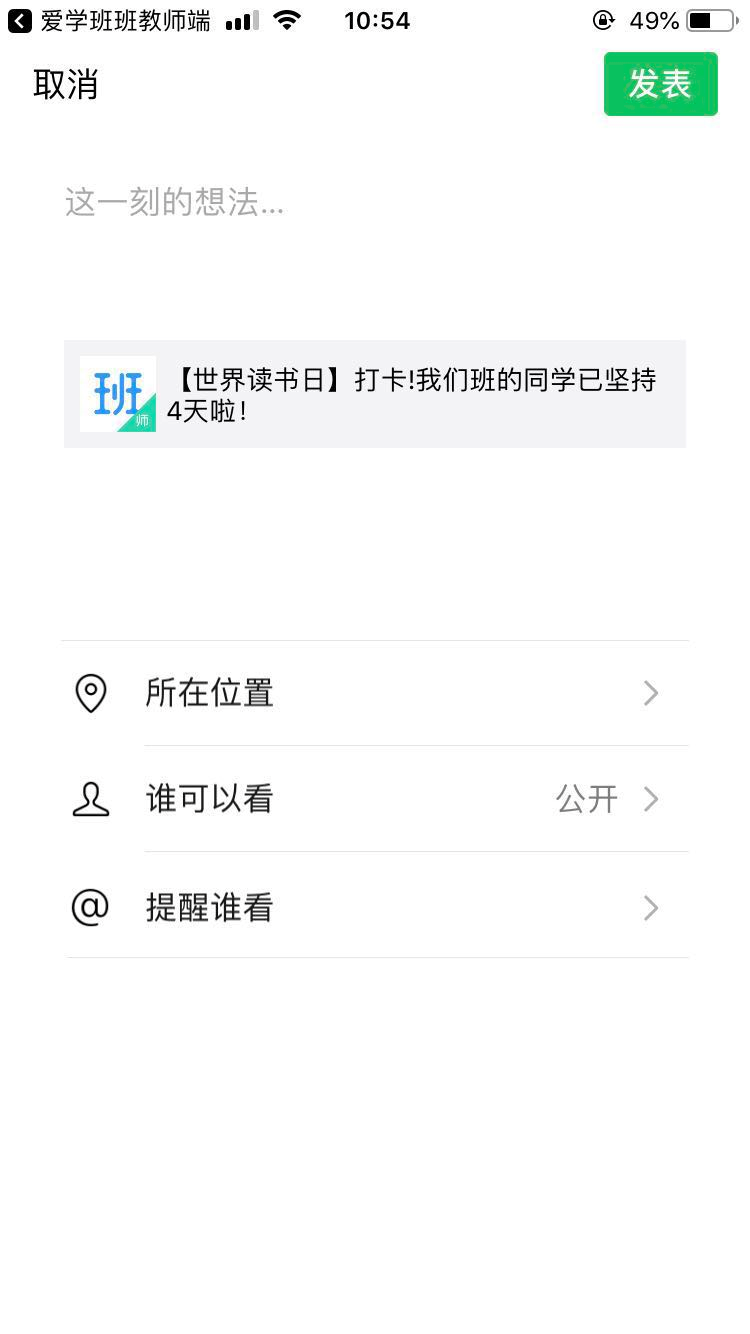 爱学班班教师端 10:54 49%
取消 发表
这一刻的想法...
班 师
【世界读书日】打卡!我们班的同学已坚持
4天啦！
所在位置
谁可以看 公开
@ 提醒谁看